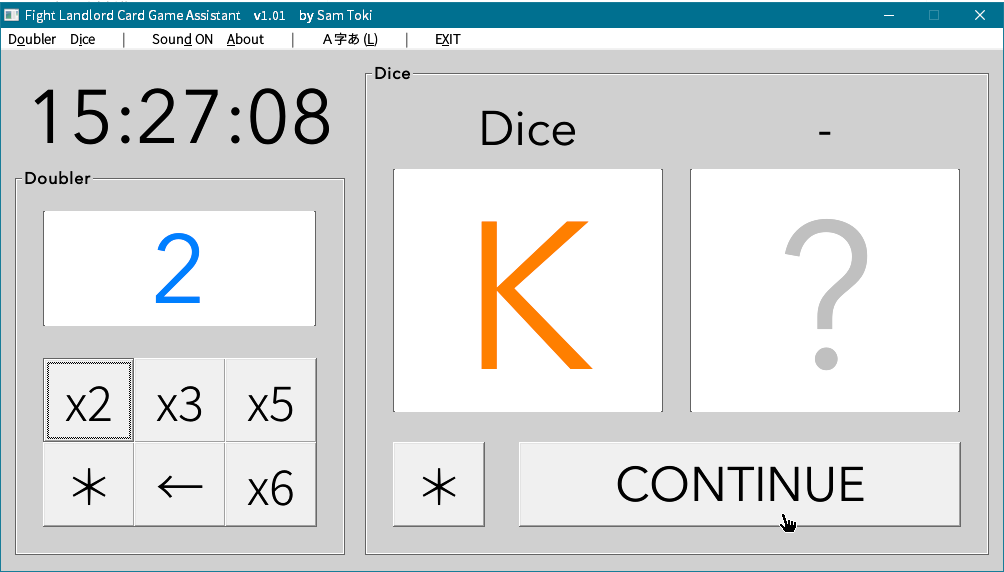 Fight Landlord Card Game Assistant v1.01 by Sam Toki
Doubler Dice | Sound ON About | A字あ (L) | EXIT
15:27:08
Doubler
2
x2 x3 x5
* ← x6
Dice
Dice -
K ?
* CONTINUE